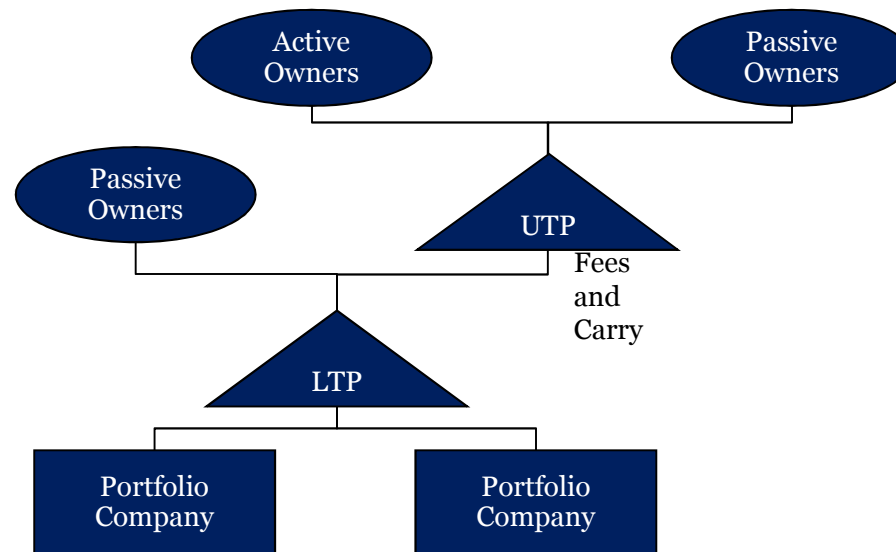 Active
Owners
Passive
Owners
Passive
Owners
UTP
Fees
and
Carry
LTP
Portfolio
Company
Portfolio
Company